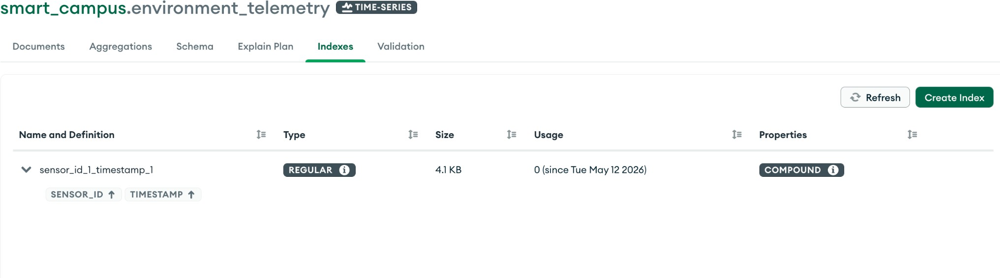 smart_campus.environment_telemetry TIME-SERIES
Documents Aggregations Schema Explain Plan Indexes Validation
Refresh Create Index
Name and Definition Type Size Usage Properties
sensor_id_1_timestamp_1 REGULAR 4.1 KB 0 (since Tue May 12 2026) COMPOUND
SENSOR_ID TIMESTAMP